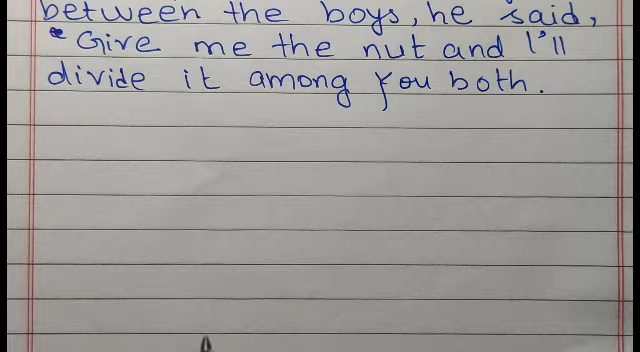 between the boys, he said,
"Give me the nut and I'll
divide it among you both.